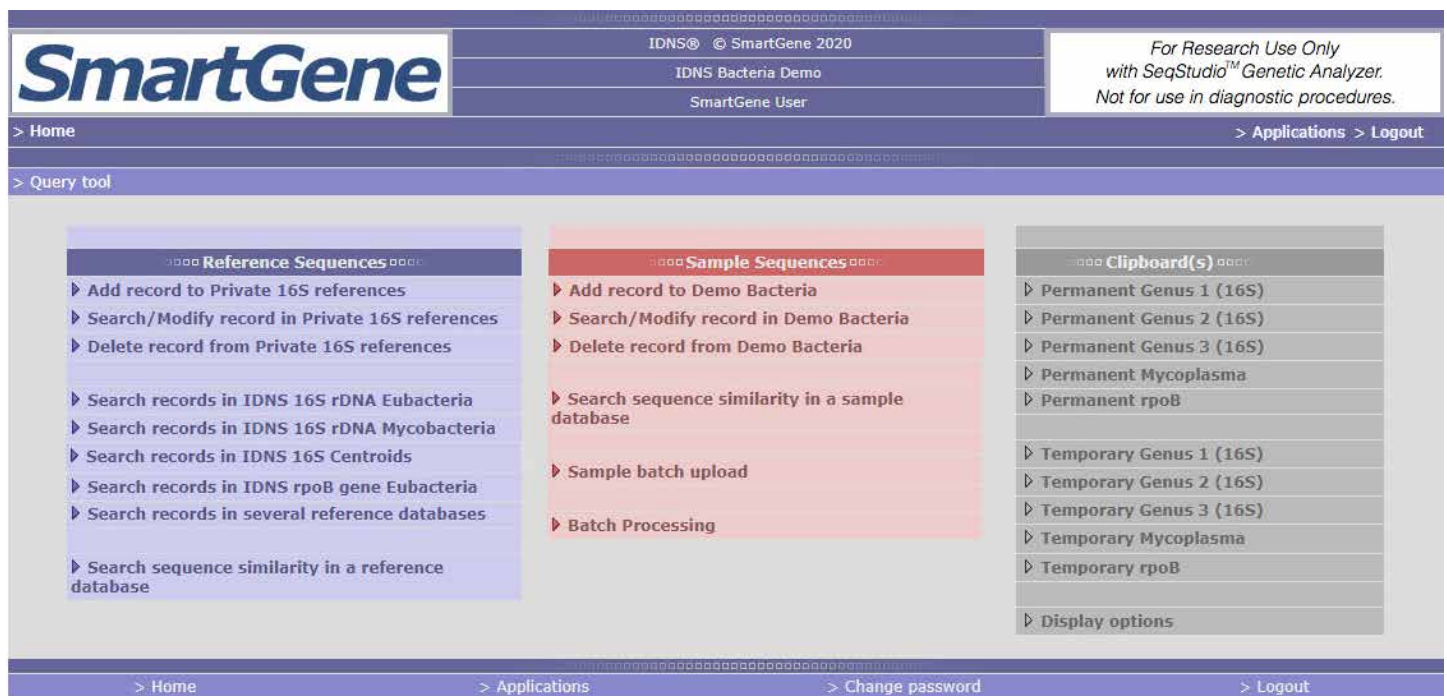 SmartGene
IDNS® © SmartGene 2020
IDNS Bacteria Demo
SmartGene User
For Research Use Only
with SeqStudio™ Genetic Analyzer.
Not for use in diagnostic procedures.
> Home
> Applications > Logout
> Query tool
Reference Sequences
Add record to Private 16S references
Search/Modify record in Private 16S references
Delete record from Private 16S references
Search records in IDNS 16S rDNA Eubacteria
Search records in IDNS 16S rDNA Mycobacteria
Search records in IDNS 16S Centroids
Search records in IDNS rpoB gene Eubacteria
Search records in several reference databases
Search sequence similarity in a reference
database
Sample Sequences
Add record to Demo Bacteria
Search/Modify record in Demo Bacteria
Delete record from Demo Bacteria
Search sequence similarity in a sample
database
Sample batch upload
Batch Processing
Clipboard(s)
Permanent Genus 1 (16S)
Permanent Genus 2 (16S)
Permanent Genus 3 (16S)
Permanent Mycoplasma
Permanent rpoB
Temporary Genus 1 (16S)
Temporary Genus 2 (16S)
Temporary Genus 3 (16S)
Temporary Mycoplasma
Temporary rpoB
Display options
> Home > Applications > Change password > Logout